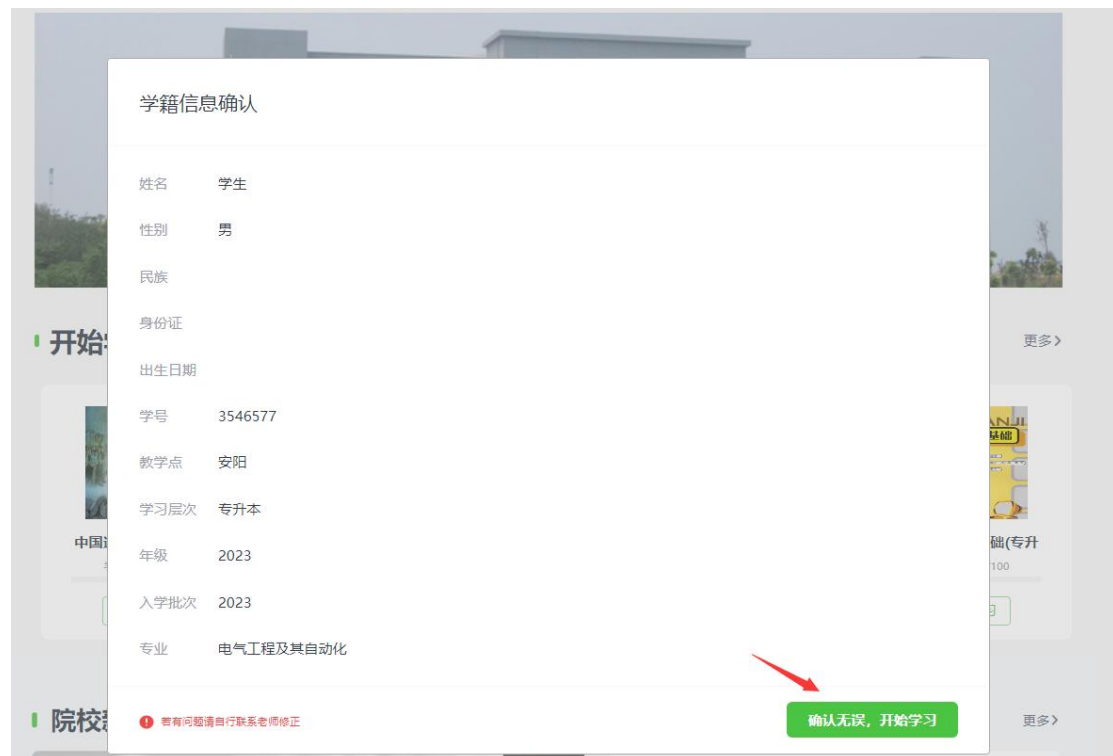 学籍信息确认
姓名 学生
性别 男
民族
身份证
开始
更多>
出生日期
学号 3546577
ANJI
基础
教学点 安阳
学习层次 专升本
中国
础(专升
年级 2023
100
入学批次 2023
专业 电气工程及其自动化
院校
若有问题请自行联系老师修正
确认无误，开始学习
更多>